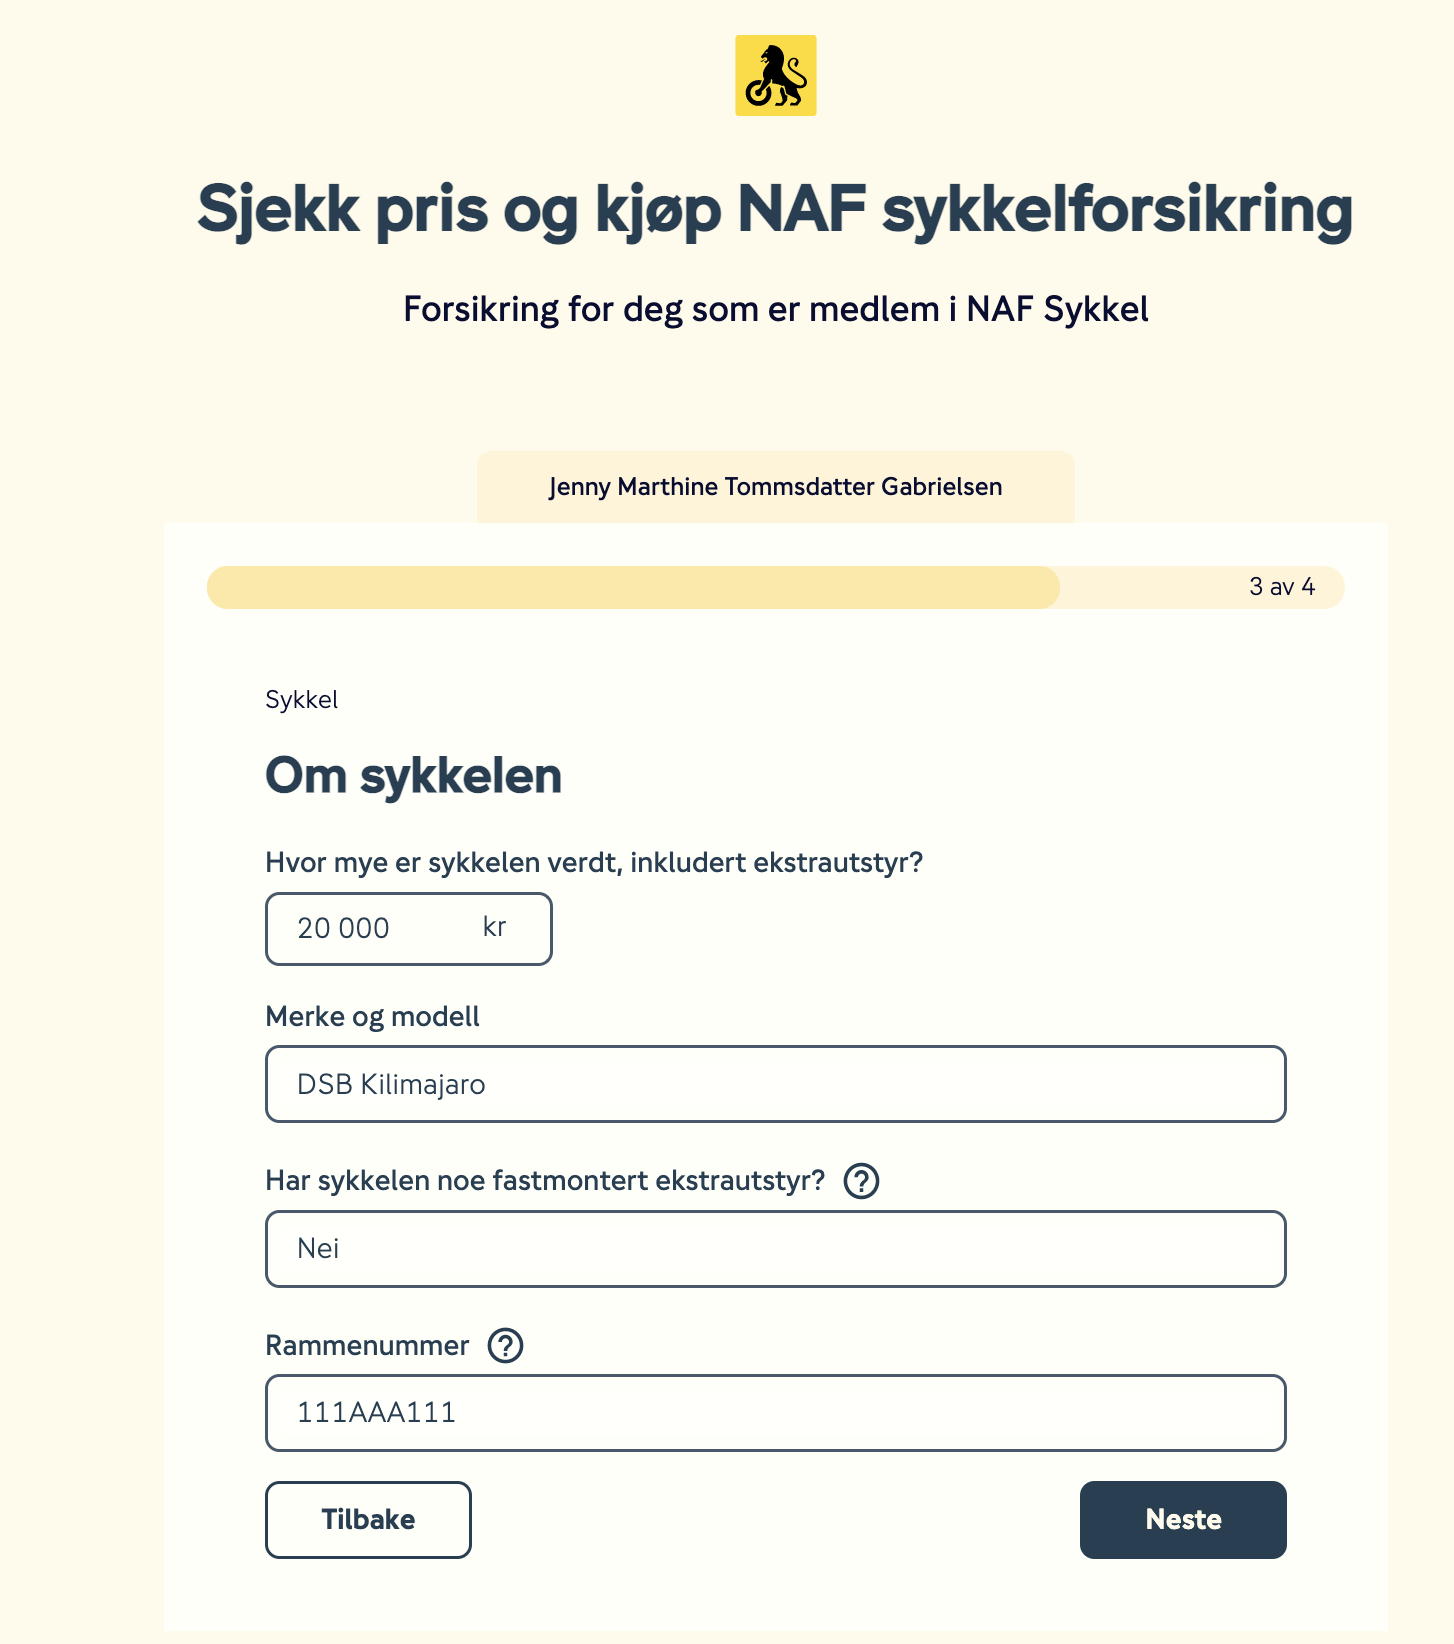 Sjekk pris og kjøp NAF sykkelforsikring
Forsikring for deg som er medlem i NAF Sykkel
Jenny Marthine Tommsdatter Gabrielsen
3 av 4
Sykkel
Om sykkelen
Hvor mye er sykkelen verdt, inkludert ekstrautstyr?
20 000 kr
Merke og modell
DSB Kilimajaro
Har sykkelen noe fastmontert ekstrautstyr? ?
Nei
Rammenummer ?
111AAA111
Tilbake Neste